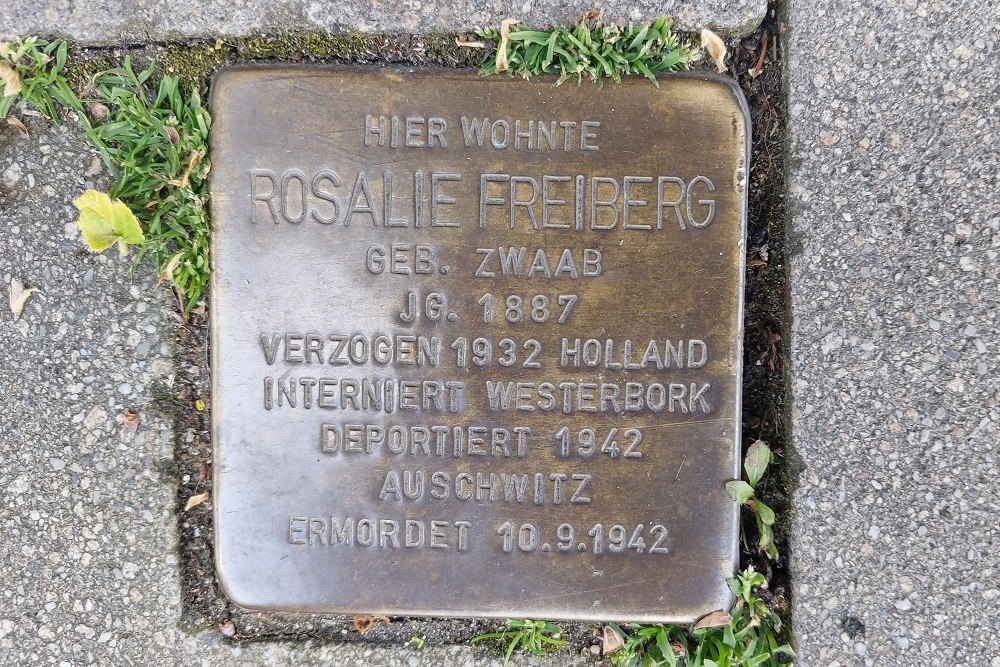 HIER WOHNTE
ROSALIE FREIBERG
GEB. ZWAAB
JG. 1887
VERZOGEN 1932 HOLLAND
INTERNIERT WESTERBORK
DEPORTIERT 1942
AUSCHWITZ
ERMORDET 10.9.1942